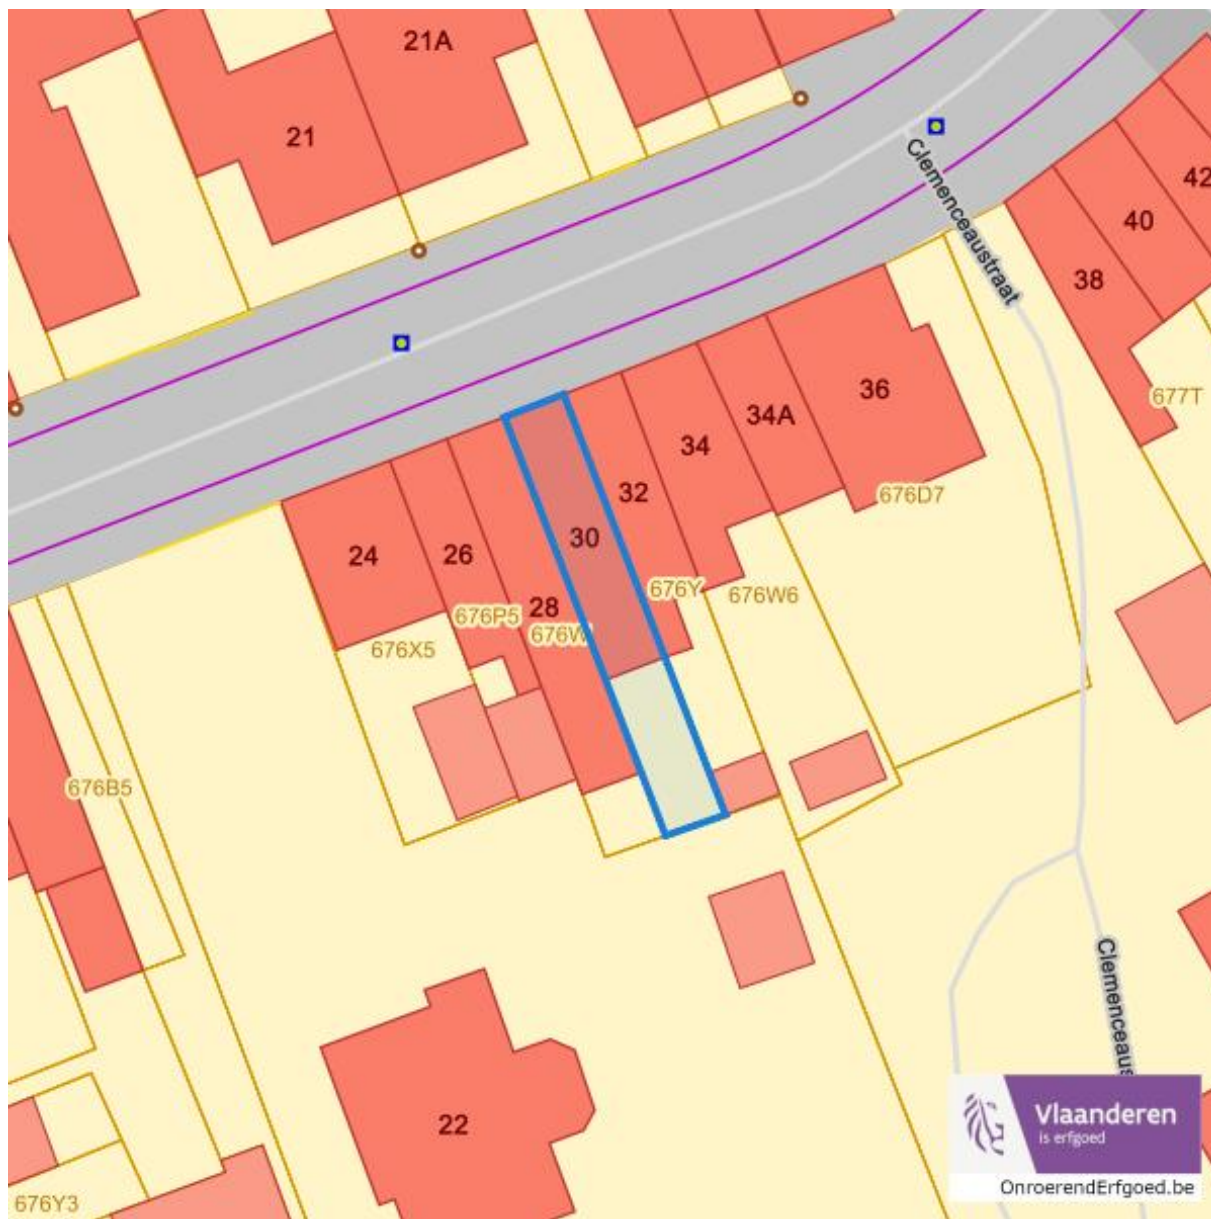 21A
21
42
40
Clemenceaustraat
38
36
677T
34A
34
32
676D7
30
24
26
676Y
676W6
28
676P5
676W
676X5
676B5
Clemenceaus
22
Vlaanderen
is erfgoed
OnroerendErfgoed.be
676Y3